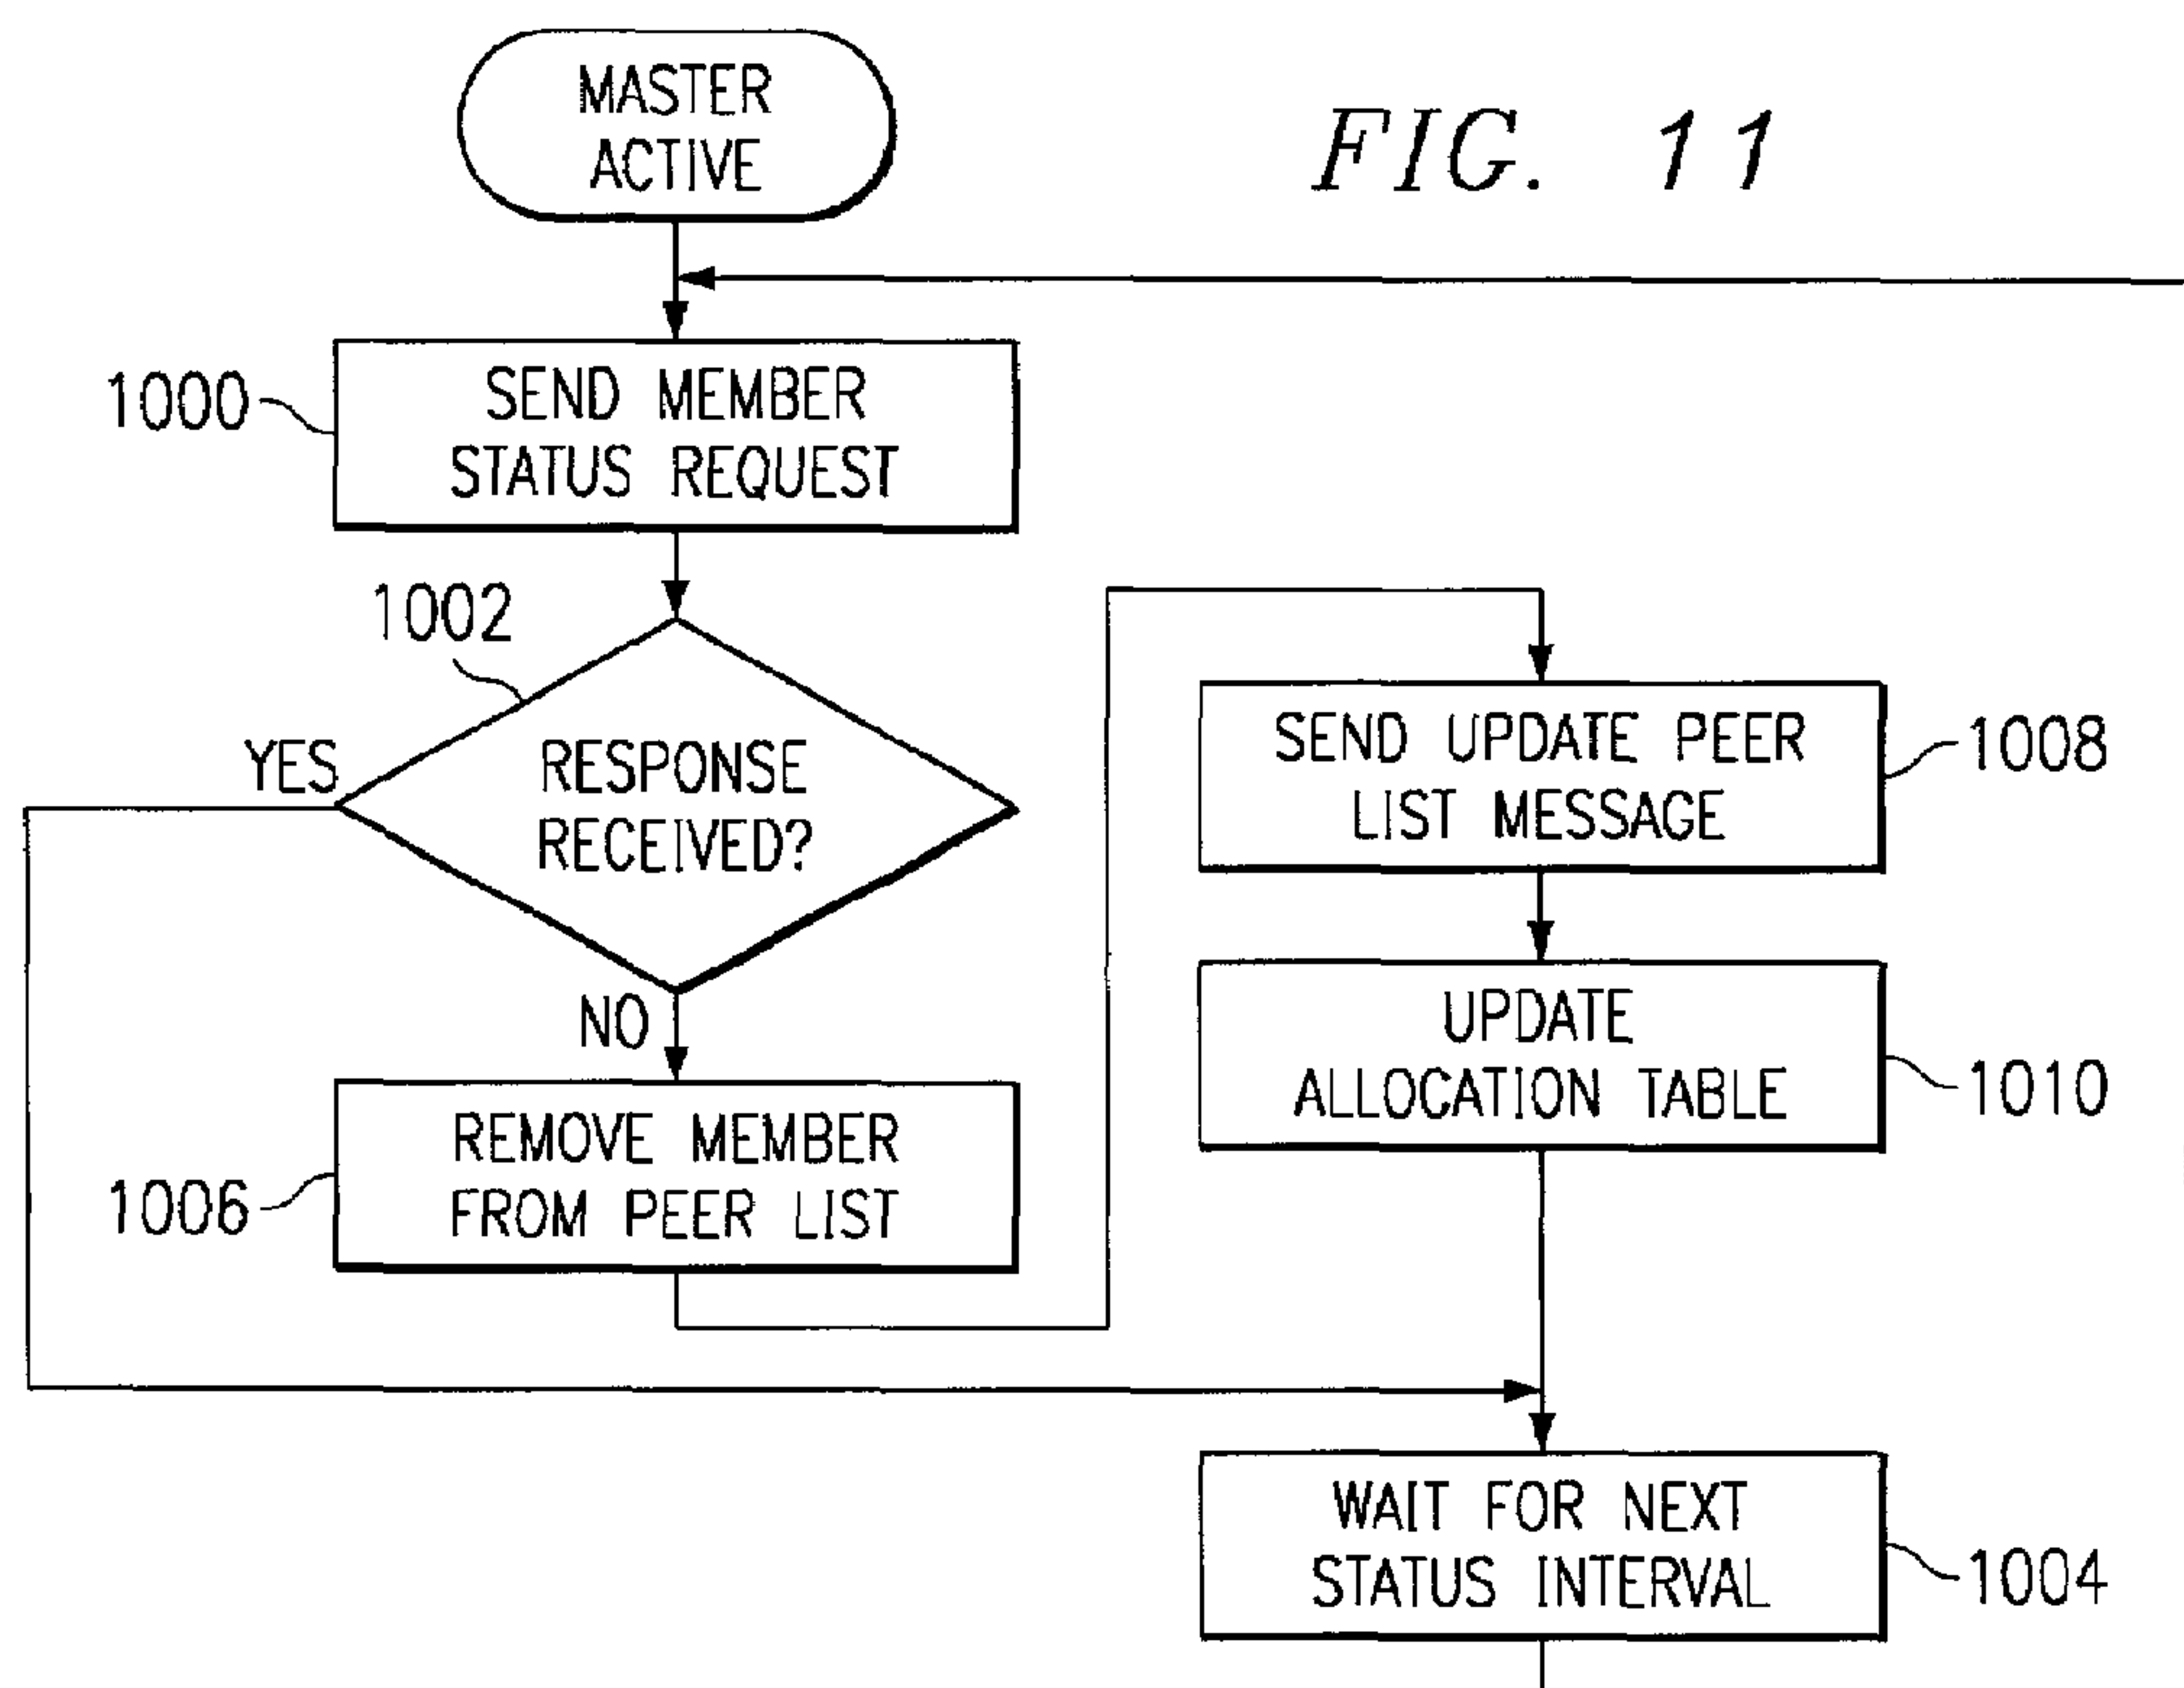 MASTER
ACTIVE
FIG. 11
1000
SEND MEMBER
STATUS REQUEST
1002
YES
RESPONSE
RECEIVED?
NO
1006
REMOVE MEMBER
FROM PEER LIST
SEND UPDATE PEER
LIST MESSAGE
1008
UPDATE
ALLOCATION TABLE
1010
WAIT FOR NEXT
STATUS INTERVAL
1004